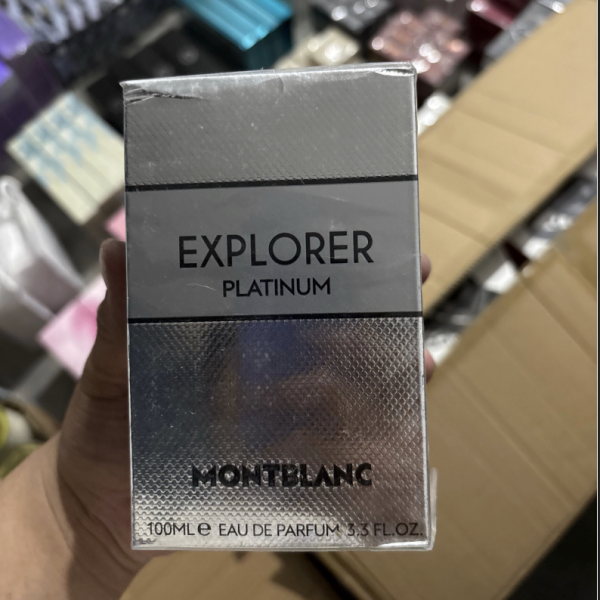 EXPLORER
PLATINUM
MONTBLANC
100ML ℮ EAU DE PARFUM 3.3 FL.OZ.